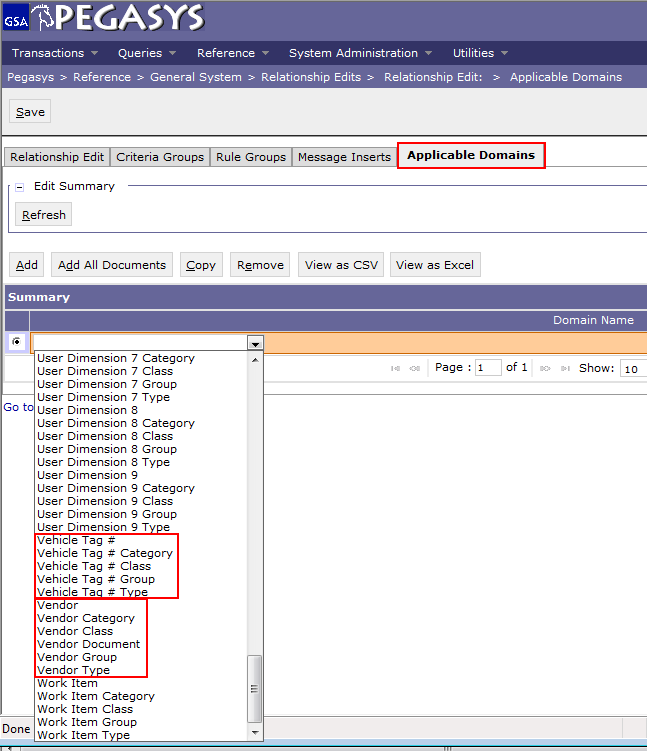 GSA PEGASYS
Transactions Queries Reference System Administration Utilities
Pegasys > Reference > General System > Relationship Edits > Relationship Edit: > Applicable Domains
Save
Relationship Edit Criteria Groups Rule Groups Message Inserts Applicable Domains
Edit Summary
Refresh
Add Add All Documents Copy Remove View as CSV View as Excel
Summary
Domain Name
Page : 1 of 1 Show: 10
Go to
User Dimension 7 Category
User Dimension 7 Class
User Dimension 7 Group
User Dimension 7 Type
User Dimension 8
User Dimension 8 Category
User Dimension 8 Class
User Dimension 8 Group
User Dimension 8 Type
User Dimension 9
User Dimension 9 Category
User Dimension 9 Class
User Dimension 9 Group
User Dimension 9 Type
Vehicle Tag #
Vehicle Tag # Category
Vehicle Tag # Class
Vehicle Tag # Group
Vehicle Tag # Type
Vendor
Vendor Category
Vendor Class
Vendor Document
Vendor Group
Vendor Type
Work Item
Work Item Category
Work Item Class
Work Item Group
Work Item Type
Done